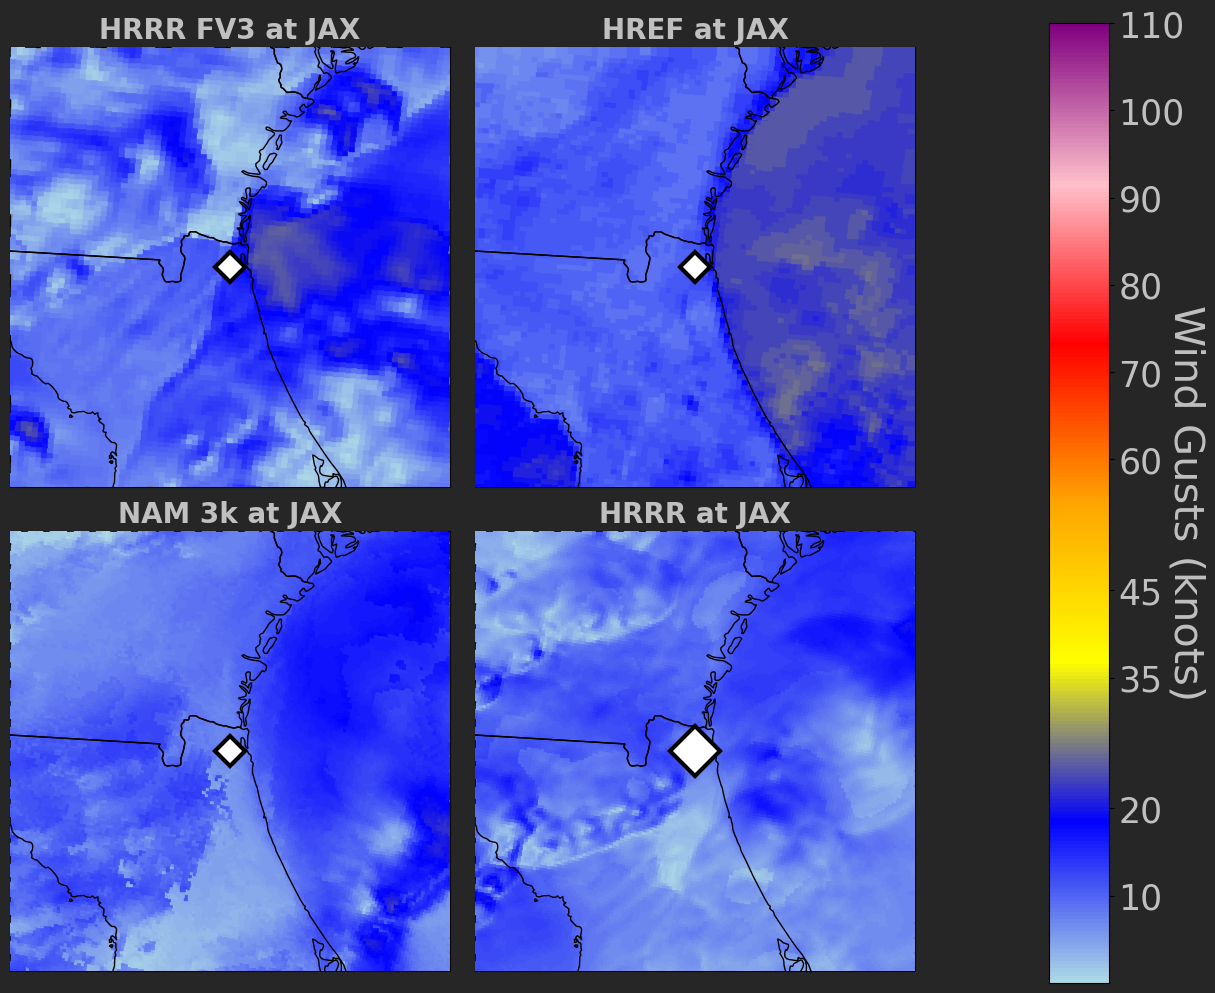 HRRR FV3 at JAX
HREF at JAX
NAM 3k at JAX
HRRR at JAX
110
100
90
80
70
60
45
35
20
10
Wind Gusts (knots)